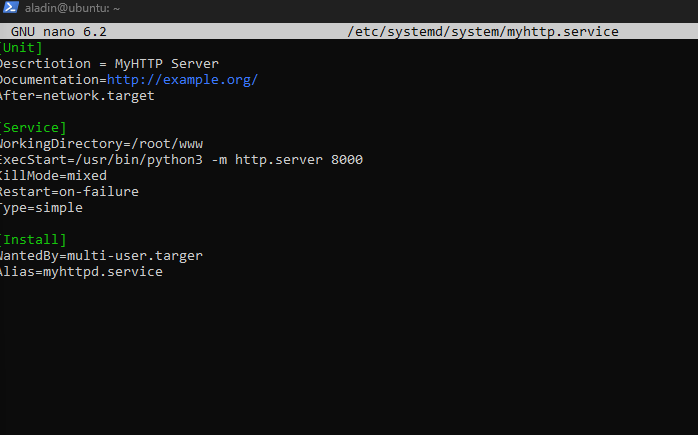 aladin@ubuntu: ~
GNU nano 6.2 /etc/systemd/system/myhttp.service
[Unit]
Descrtiotion = MyHTTP Server
Documentation=http://example.org/
After=network.target
[Service]
WorkingDirectory=/root/www
ExecStart=/usr/bin/python3 -m http.server 8000
KillMode=mixed
Restart=on-failure
Type=simple
[Install]
WantedBy=multi-user.targer
Alias=myhttpd.service